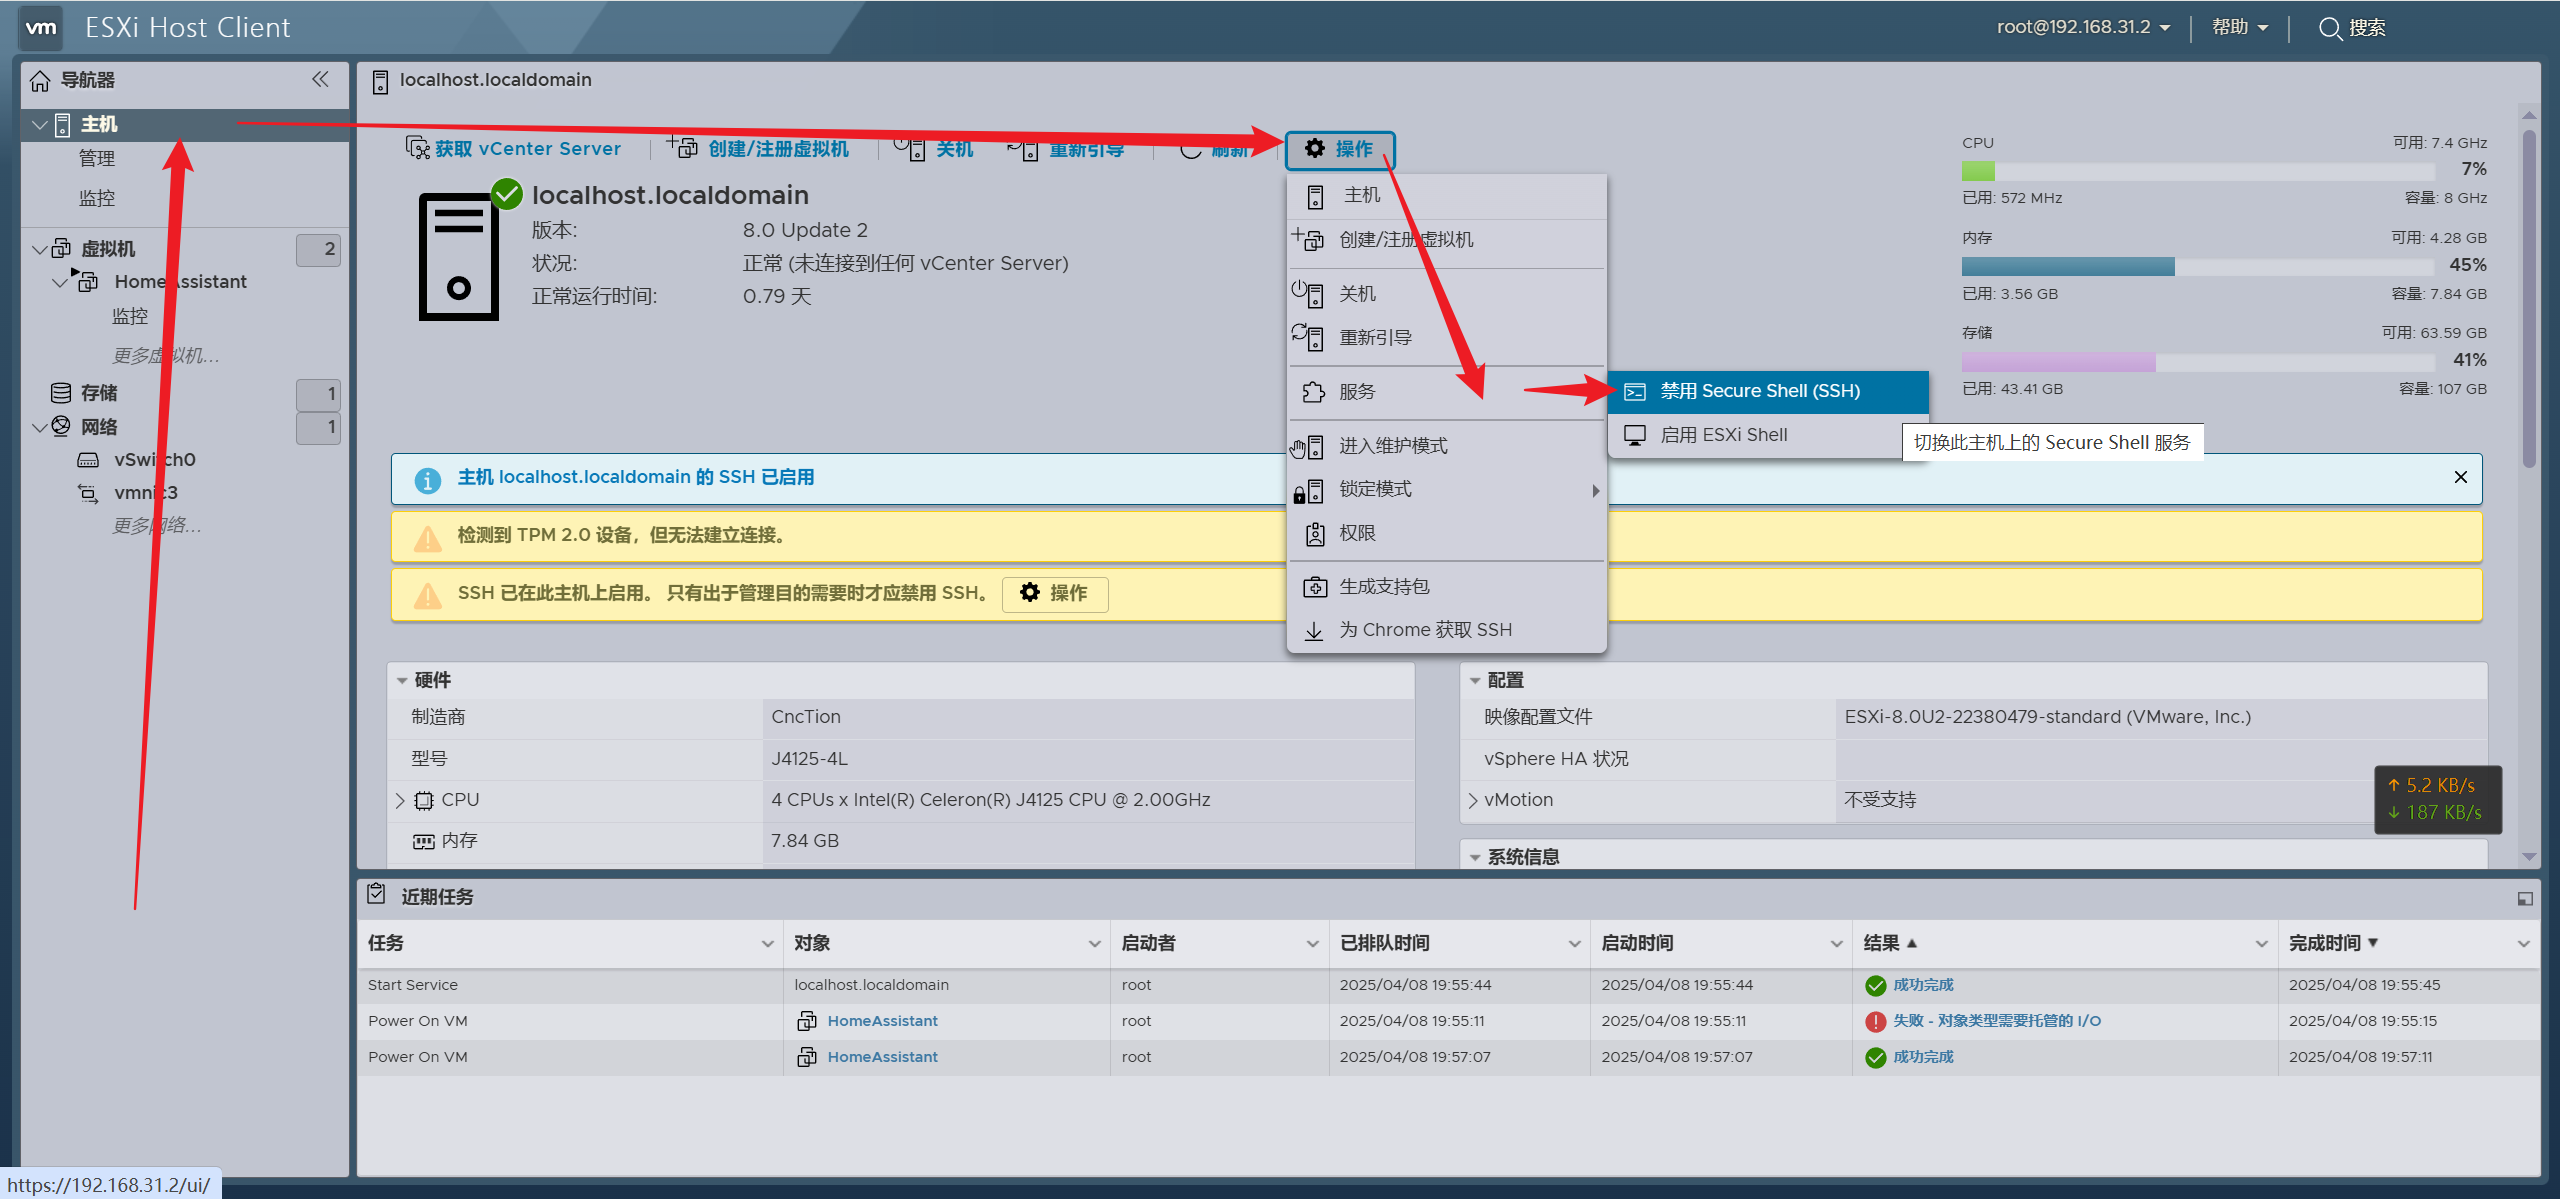 vm ESXi Host Client
root@192.168.31.2
帮助
搜索
导航器
主机
管理
监控
虚拟机 2
HomeAssistant
监控
更多虚拟机...
存储 1
网络 1
vSwitch0
vmnic3
更多网络...
localhost.localdomain
获取 vCenter Server
创建/注册虚拟机
关机
重新引导
刷新
操作
localhost.localdomain
版本: 8.0 Update 2
状况: 正常 (未连接到任何 vCenter Server)
正常运行时间: 0.79 天
主机
创建/注册虚拟机
关机
重新引导
服务
进入维护模式
锁定模式
权限
生成支持包
为 Chrome 获取 SSH
禁用 Secure Shell (SSH)
启用 ESXi Shell
切换此主机上的 Secure Shell 服务
CPU 可用: 7.4 GHz
7%
已用: 572 MHz 容量: 8 GHz
内存 可用: 4.28 GB
45%
已用: 3.56 GB 容量: 7.84 GB
存储 可用: 63.59 GB
41%
已用: 43.41 GB 容量: 107 GB
主机 localhost.localdomain 的 SSH 已启用
检测到 TPM 2.0 设备，但无法建立连接。
SSH 已在此主机上启用。 只有出于管理目的需要时才应禁用 SSH。 操作
硬件
制造商 CncTion
型号 J4125-4L
CPU 4 CPUs x Intel(R) Celeron(R) J4125 CPU @ 2.00GHz
内存 7.84 GB
配置
映像配置文件 ESXi-8.0U2-22380479-standard (VMware, Inc.)
vSphere HA 状况
vMotion 不受支持
系统信息
↑ 5.2 KB/s
↓ 187 KB/s
近期任务
任务 对象 启动者 已排队时间 启动时间 结果 ▲ 完成时间 ▼
Start Service localhost.localdomain root 2025/04/08 19:55:44 2025/04/08 19:55:44 成功完成 2025/04/08 19:55:45
Power On VM HomeAssistant root 2025/04/08 19:55:11 2025/04/08 19:55:11 失败 - 对象类型需要托管的 I/O 2025/04/08 19:55:15
Power On VM HomeAssistant root 2025/04/08 19:57:07 2025/04/08 19:57:07 成功完成 2025/04/08 19:57:11
https://192.168.31.2/ui/